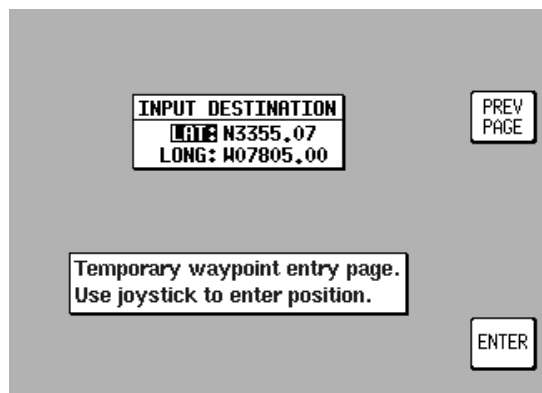 INPUT DESTINATION
LAT: N3355.07
LONG: W07805.00
PREV
PAGE
Temporary waypoint entry page.
Use joystick to enter position.
ENTER